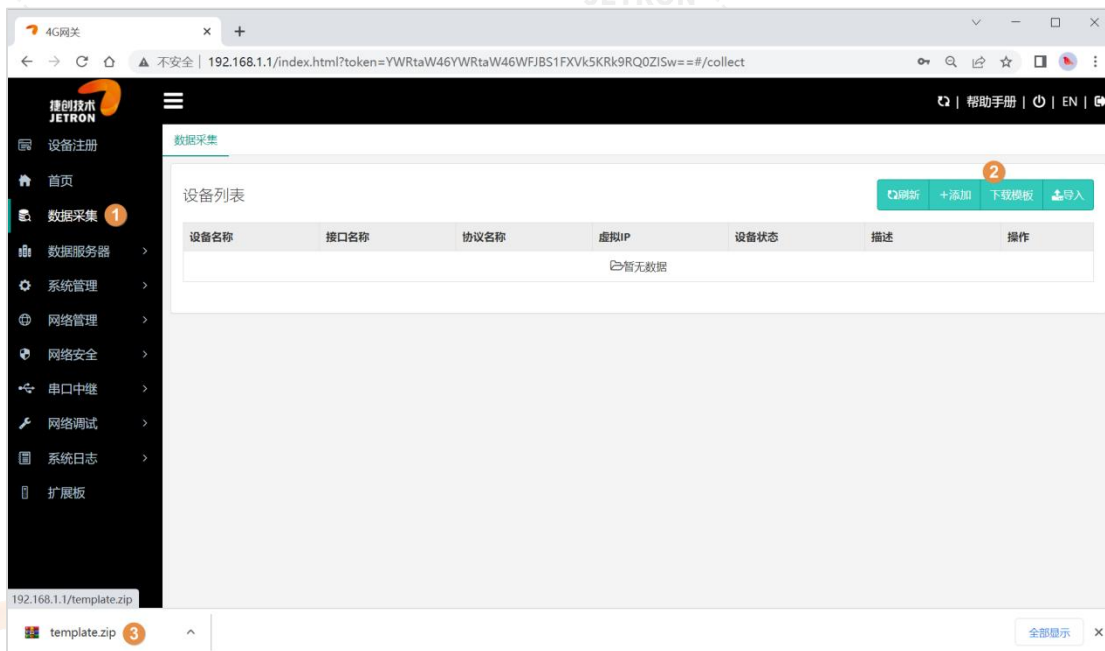 JETRON
4G网关
不安全 192.168.1.1/index.html?token=YWRtaW46YWRtaW46WFJBS1FXVk5KRk9RQ0ZISw==#/collect
捷创技术
JETRON
帮助手册 | EN |
设备注册
首页
数据采集 1
数据服务器
系统管理
网络管理
网络安全
串口中继
网络调试
系统日志
扩展板
数据采集
2
设备列表
刷新 +添加 下载模板 导入
设备名称 接口名称 协议名称 虚拟IP 设备状态 描述 操作
暂无数据
192.168.1.1/template.zip
template.zip 3
全部显示